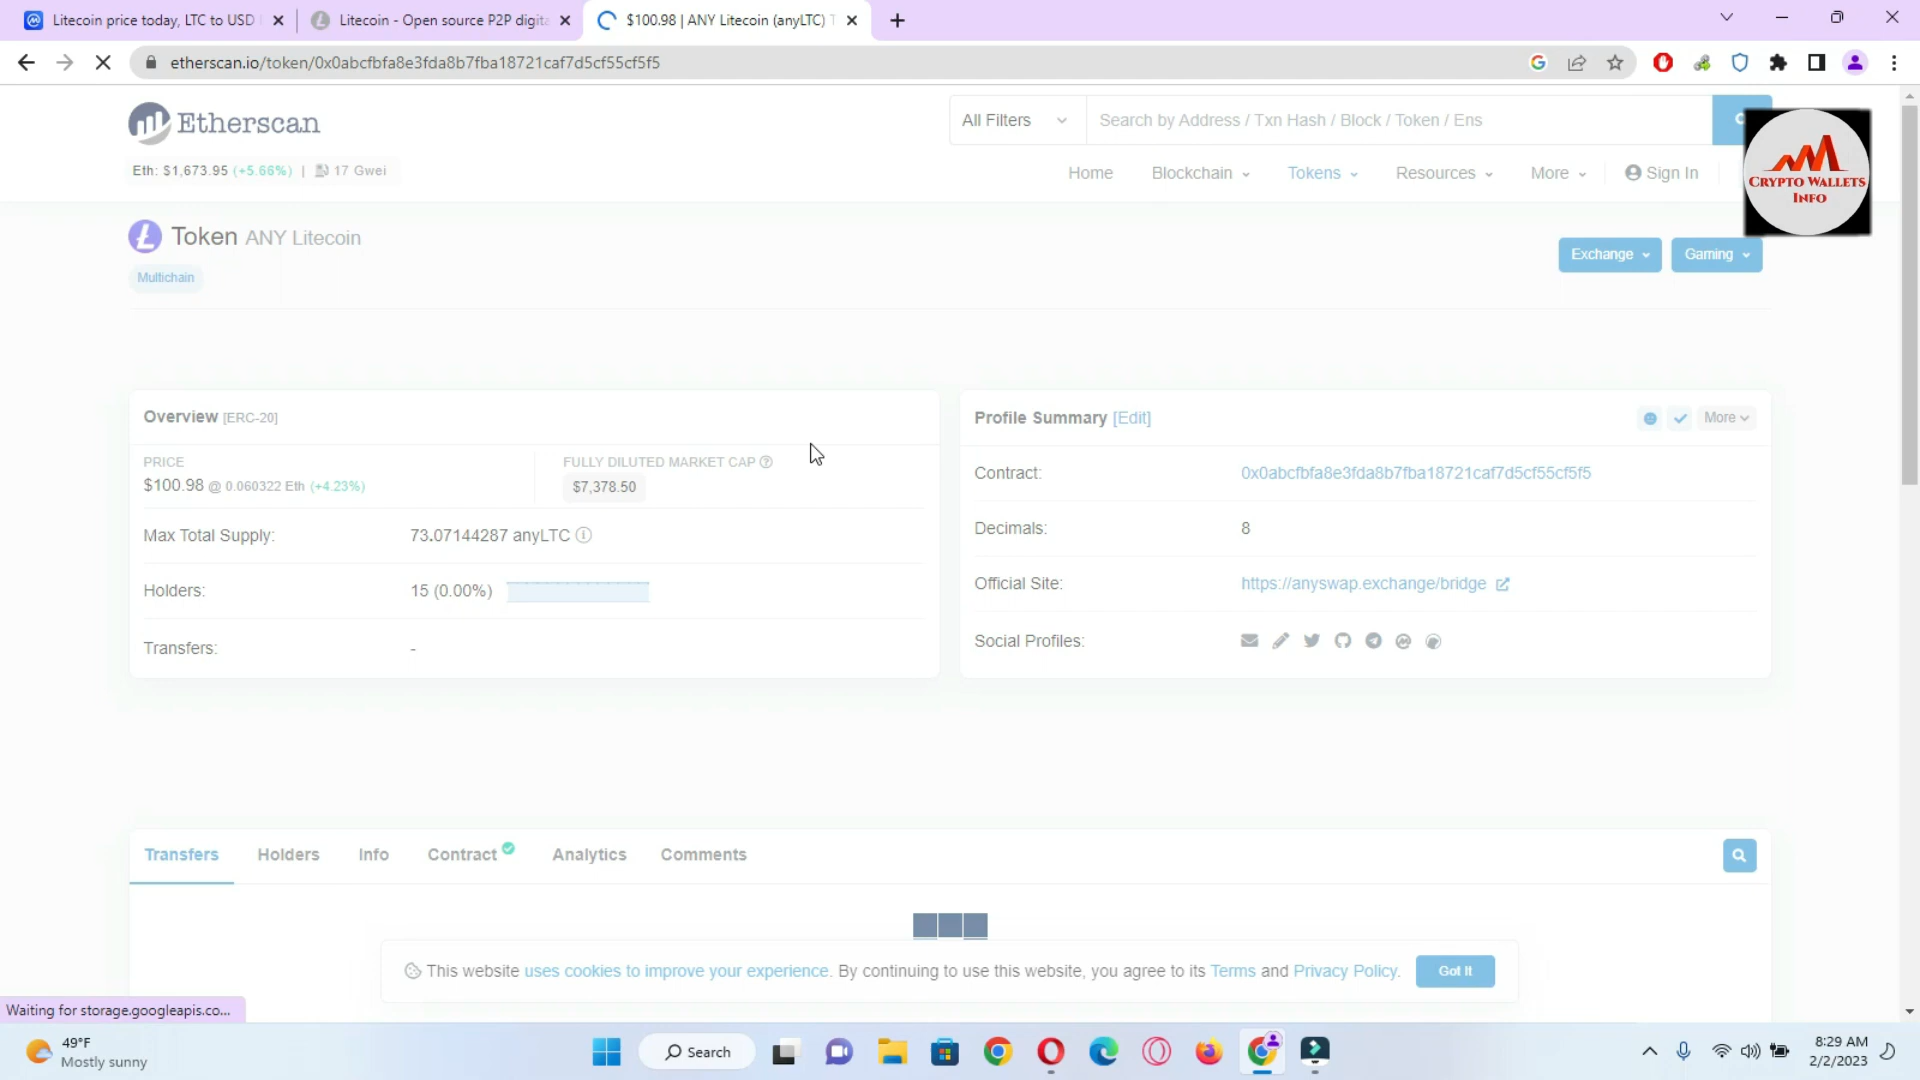 Litecoin price today, LTC to USD
Litecoin - Open source P2P digita
$100.98 | ANY Litecoin (anyLTC) T
etherscan.io/token/0x0abcfbfa8e3fda8b7fba18721caf7d5cf55cf5f5
Etherscan
All Filters
Search by Address / Txn Hash / Block / Token / Ens
Eth: $1,673.95 (+5.66%) | 17 Gwei
Home Blockchain Tokens Resources More Sign In
CRYPTO WALLETS
INFO
Token ANY Litecoin
Multichain
Exchange
Gaming
Overview [ERC-20]
PRICE
$100.98 @ 0.060322 Eth (+4.23%)
FULLY DILUTED MARKET CAP
$7,378.50
Max Total Supply: 73.07144287 anyLTC
Holders: 15 (0.00%)
Transfers: -
Profile Summary [Edit]
More
Contract: 0x0abcfbfa8e3fda8b7fba18721caf7d5cf55cf5f5
Decimals: 8
Official Site: https://anyswap.exchange/bridge
Social Profiles:
Transfers Holders Info Contract Analytics Comments
This website uses cookies to improve your experience. By continuing to use this website, you agree to its Terms and Privacy Policy.
Got It
Waiting for storage.googleapis.co...
49°F
Mostly sunny
Search
8:29 AM
2/2/2023